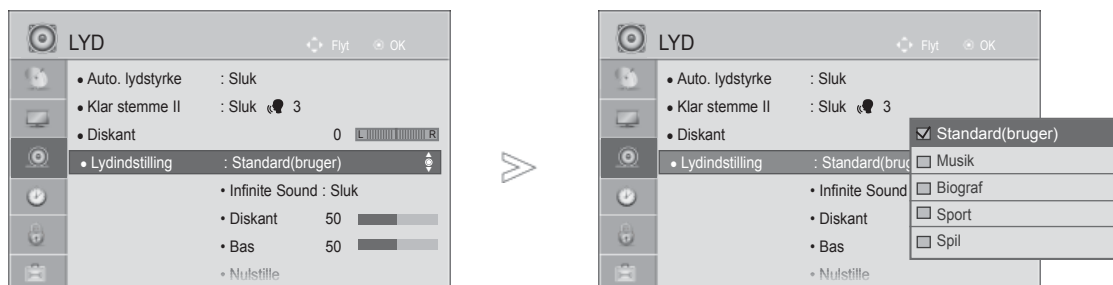 LYD Flyt OK
• Auto. lydstyrke : Sluk
• Klar stemme II : Sluk 3
• Diskant 0 L R
• Lydindstilling : Standard(bruger)
• Infinite Sound : Sluk
• Diskant 50
• Bas 50
• Nulstille
LYD Flyt OK
• Auto. lydstyrke : Sluk
• Klar stemme II : Sluk 3
• Diskant
• Lydindstilling : Standard(brug
• Infinite Sound
• Diskant
• Bas
• Nulstille
Standard(bruger)
Musik
Biograf
Sport
Spil